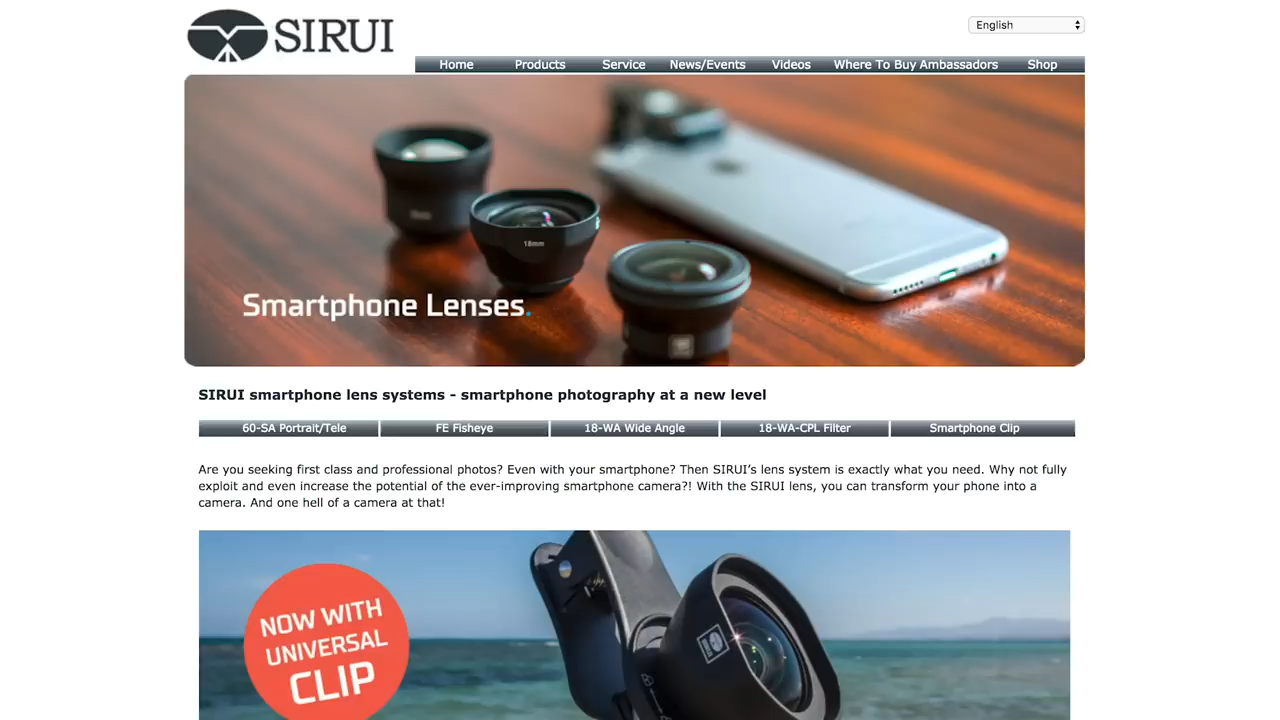 SIRUI
English
Home Products Service News/Events Videos Where To Buy Ambassadors Shop
18mm
Smartphone Lenses.
SIRUI smartphone lens systems - smartphone photography at a new level
60-SA Portrait/Tele FE Fisheye 18-WA Wide Angle 18-WA-CPL Filter Smartphone Clip
Are you seeking first class and professional photos? Even with your smartphone? Then SIRUI’s lens system is exactly what you need. Why not fully
exploit and even increase the potential of the ever-improving smartphone camera?! With the SIRUI lens, you can transform your phone into a
camera. And one hell of a camera at that!
NOW WITH
UNIVERSAL
CLIP
SIRUI